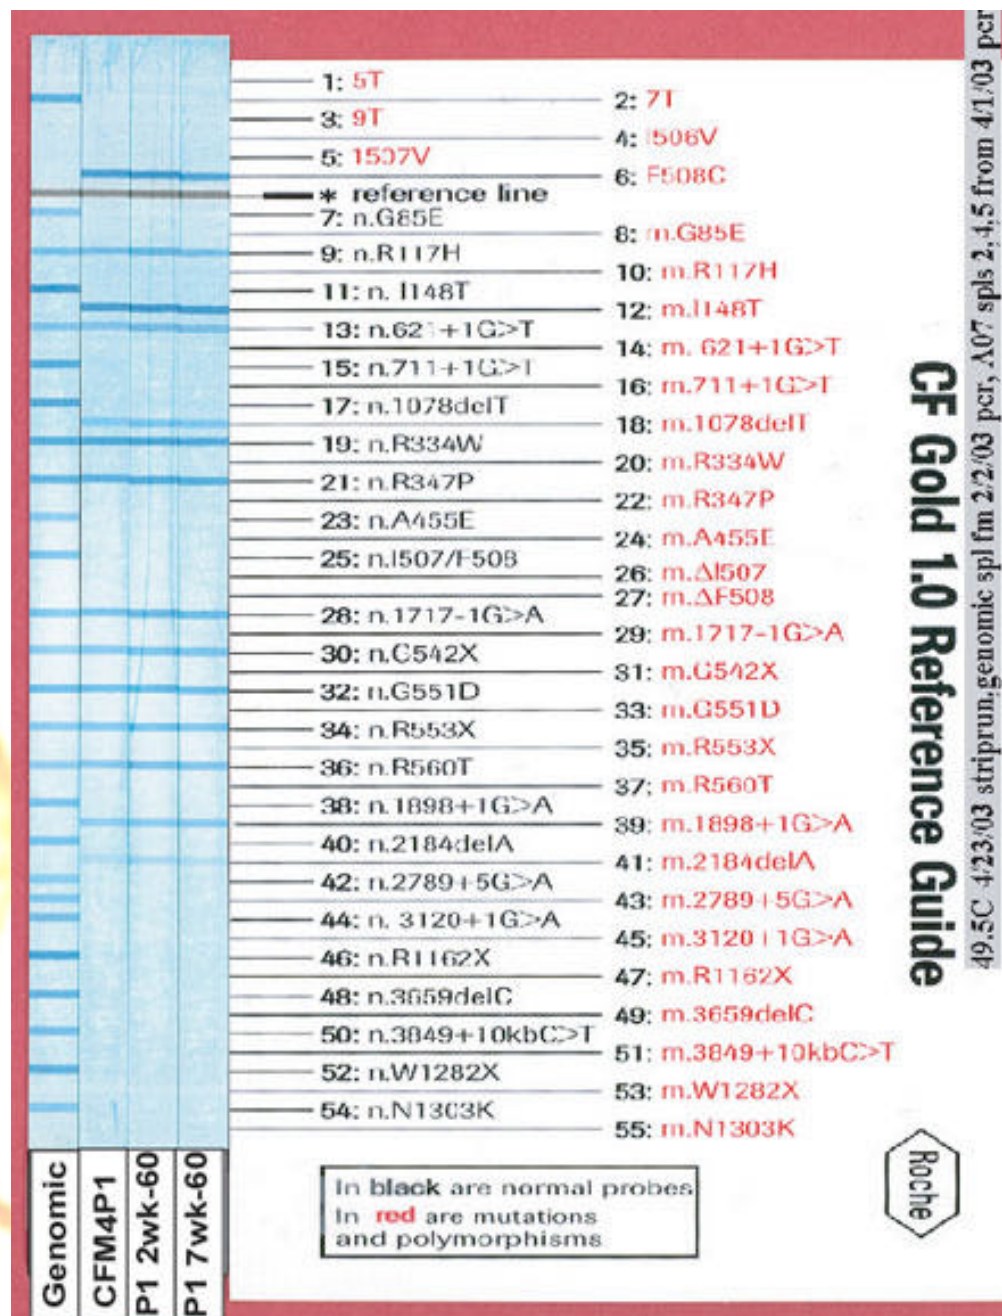 1: 5T
2: 7T
3: 9T
4: I506V
5: 1507V
6: F508C
* reference line
7: n.G85E
8: m.G85E
9: n.R117H
10: m.R117H
11: n. I148T
12: m.I148T
13: n.621+1G>T
14: m. 621+1G>T
15: n.711+1G>T
16: m.711+1G>T
17: n.1078delT
18: m.1078delT
19: n.R334W
20: m.R334W
21: n.R347P
22: m.R347P
23: n.A455E
24: m.A455E
25: n.I507/F508
26: m.ΔI507
27: m.ΔF508
28: n.1717-1G>A
29: m.1717-1G>A
30: n.G542X
31: m.G542X
32: n.G551D
33: m.G551D
34: n.R553X
35: m.R553X
36: n.R560T
37: m.R560T
38: n.1898+1G>A
39: m.1898+1G>A
40: n.2184delA
41: m.2184delA
42: n.2789+5G>A
43: m.2789+5G>A
44: n. 3120+1G>A
45: m.3120+1G>A
46: n.R1162X
47: m.R1162X
48: n.3659delC
49: m.3659delC
50: n.3849+10kbC>T
51: m.3849+10kbC>T
52: n.W1282X
53: m.W1282X
54: n.N1303K
55: m.N1303K
In black are normal probes
In red are mutations
and polymorphisms
Genomic
CFM4P1
P1 2wk-60
P1 7wk-60
CF Gold 1.0 Reference Guide
Roche
49.5C 4/23/03 striprun.genomic spl fm 2/2/03 pcr, A07 spls 2,4,5 from 4/1/03 pcr